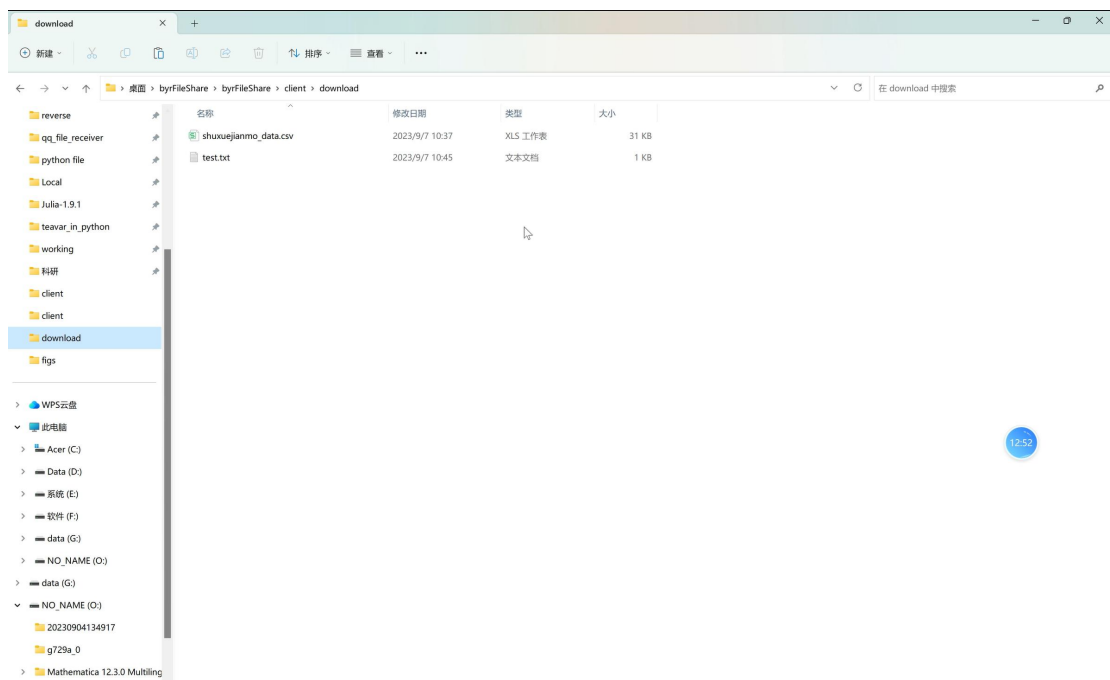 download
新建
排序
查看
桌面 > byrFileShare > byrFileShare > client > download
在 download 中搜索
名称 修改日期 类型 大小
shuxuejianmo_data.csv 2023/9/7 10:37 XLS 工作表 31 KB
test.txt 2023/9/7 10:45 文本文档 1 KB
reverse
qq_file_receiver
python file
Local
Julia-1.9.1
teavar_in_python
working
科研
client
client
download
figs
WPS云盘
此电脑
Acer (C:)
Data (D:)
系统 (E:)
软件 (F:)
data (G:)
NO_NAME (O:)
data (G:)
NO_NAME (O:)
20230904134917
g729a_0
Mathematica 12.3.0 Multiling
12:52